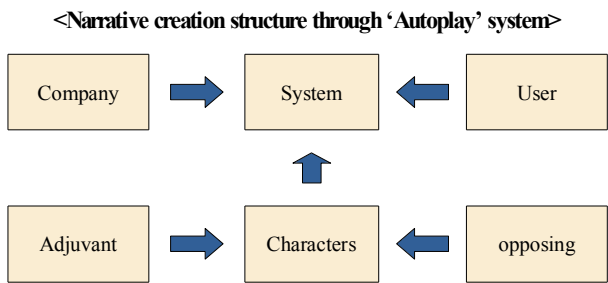 <Narrative creation structure through ‘Autoplay’ system>
Company
System
User
Adjuvant
Characters
opposing